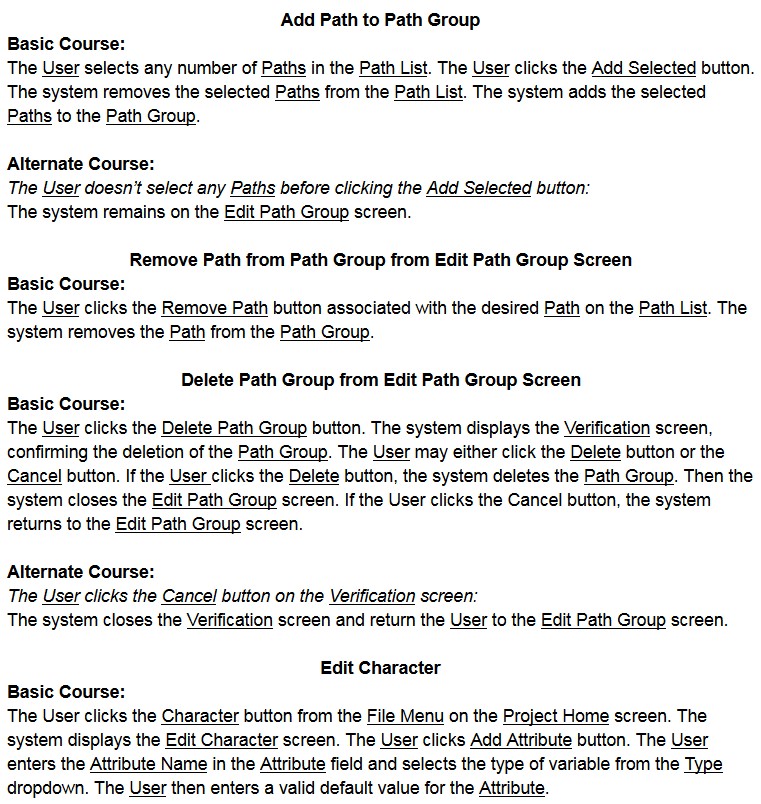 Add Path to Path Group
Basic Course:
The User selects any number of Paths in the Path List. The User clicks the Add Selected button.
The system removes the selected Paths from the Path List. The system adds the selected
Paths to the Path Group.
Alternate Course:
The User doesn't select any Paths before clicking the Add Selected button:
The system remains on the Edit Path Group screen.
Remove Path from Path Group from Edit Path Group Screen
Basic Course:
The User clicks the Remove Path button associated with the desired Path on the Path List. The
system removes the Path from the Path Group.
Delete Path Group from Edit Path Group Screen
Basic Course:
The User clicks the Delete Path Group button. The system displays the Verification screen,
confirming the deletion of the Path Group. The User may either click the Delete button or the
Cancel button. If the User clicks the Delete button, the system deletes the Path Group. Then the
system closes the Edit Path Group screen. If the User clicks the Cancel button, the system
returns to the Edit Path Group screen.
Alternate Course:
The User clicks the Cancel button on the Verification screen:
The system closes the Verification screen and return the User to the Edit Path Group screen.
Edit Character
Basic Course:
The User clicks the Character button from the File Menu on the Project Home screen. The
system displays the Edit Character screen. The User clicks Add Attribute button. The User
enters the Attribute Name in the Attribute field and selects the type of variable from the Type
dropdown. The User then enters a valid default value for the Attribute.